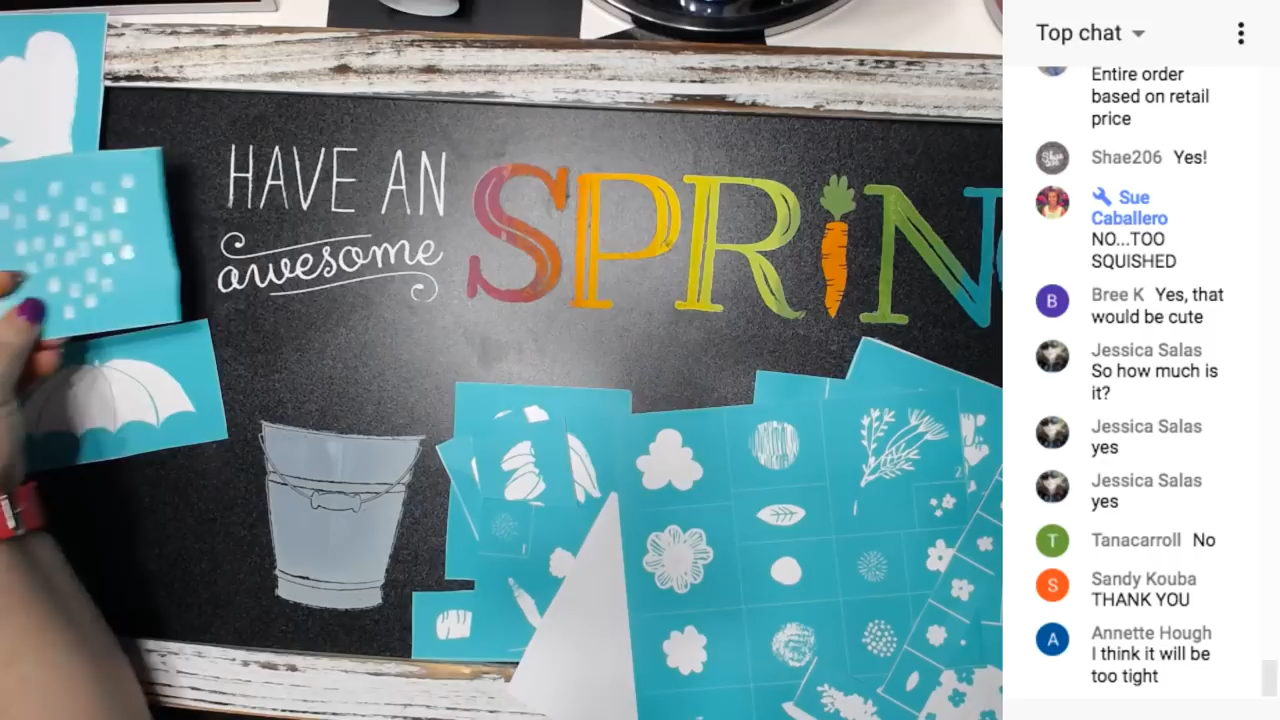 HAVE AN
awesome
SPRIN
2
1
Top chat
Entire order
based on retail
price
Shae206 Yes!
Sue
Caballero
NO...TOO
SQUISHED
B
Bree K Yes, that
would be cute
Jessica Salas
So how much is
it?
Jessica Salas
yes
Jessica Salas
yes
T
Tanacarroll No
S
Sandy Kouba
THANK YOU
A
Annette Hough
I think it will be
too tight